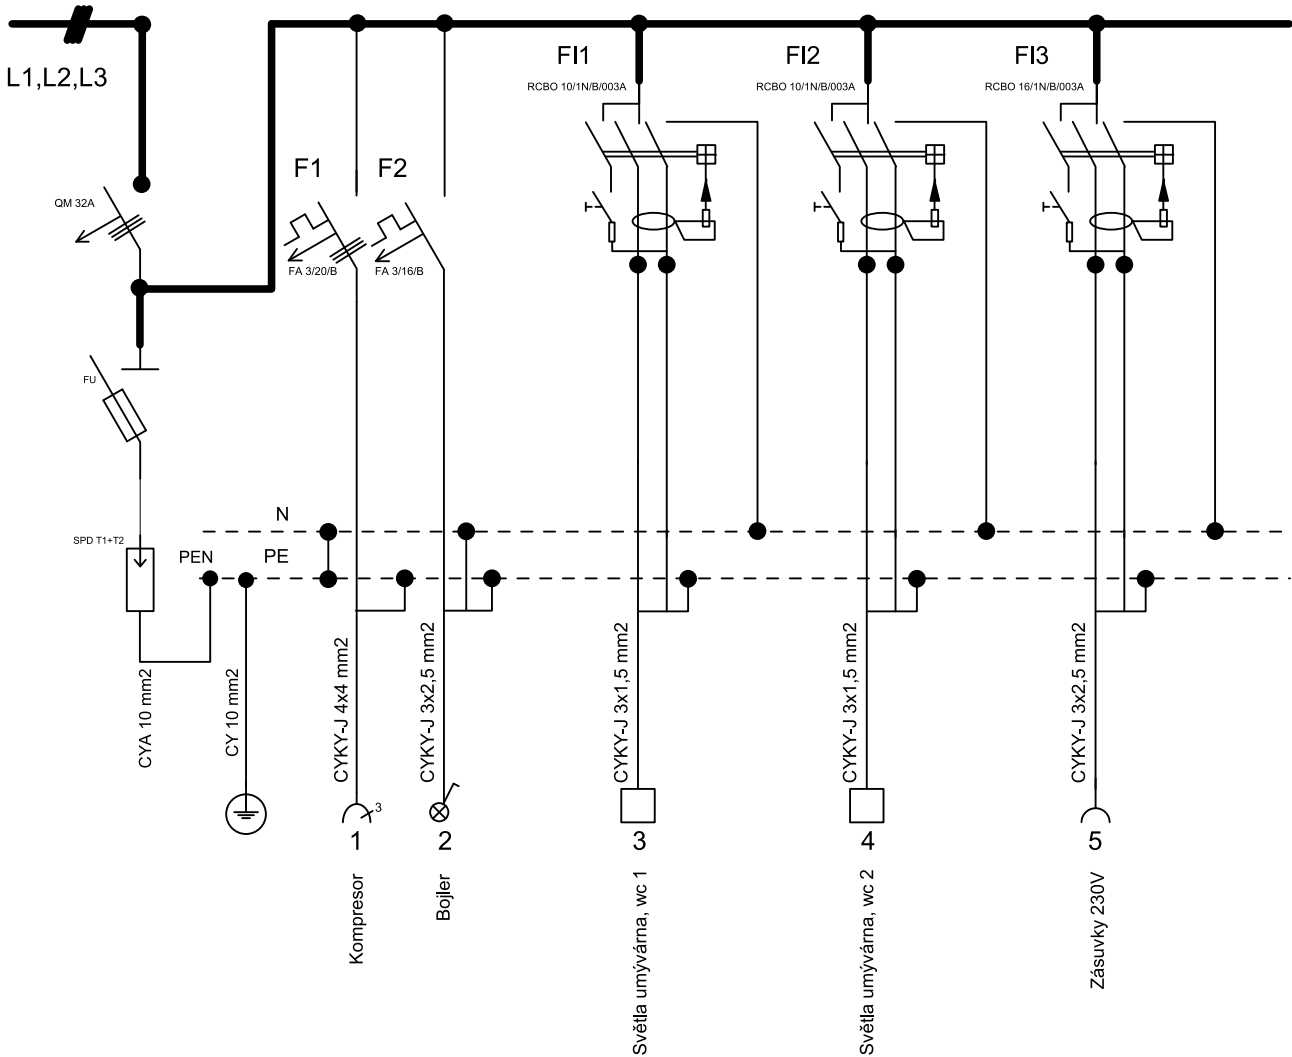 L1,L2,L3
FI1
RCBO 10/1N/B/003A
FI2
RCBO 10/1N/B/003A
FI3
RCBO 16/1N/B/003A
F1
F2
QM 32A
FA 3/20/B
FA 3/16/B
FU
N
SPD T1+T2
PEN
PE
CYA 10 mm2
CY 10 mm2
CYKY-J 4x4 mm2
CYKY-J 3x2,5 mm2
CYKY-J 3x1,5 mm2
CYKY-J 3x1,5 mm2
CYKY-J 3x2,5 mm2
3
1
2
3
4
5
Kompresor
Bojler
Světla umývárna, wc 1
Světla umývárna, wc 2
Zásuvky 230V